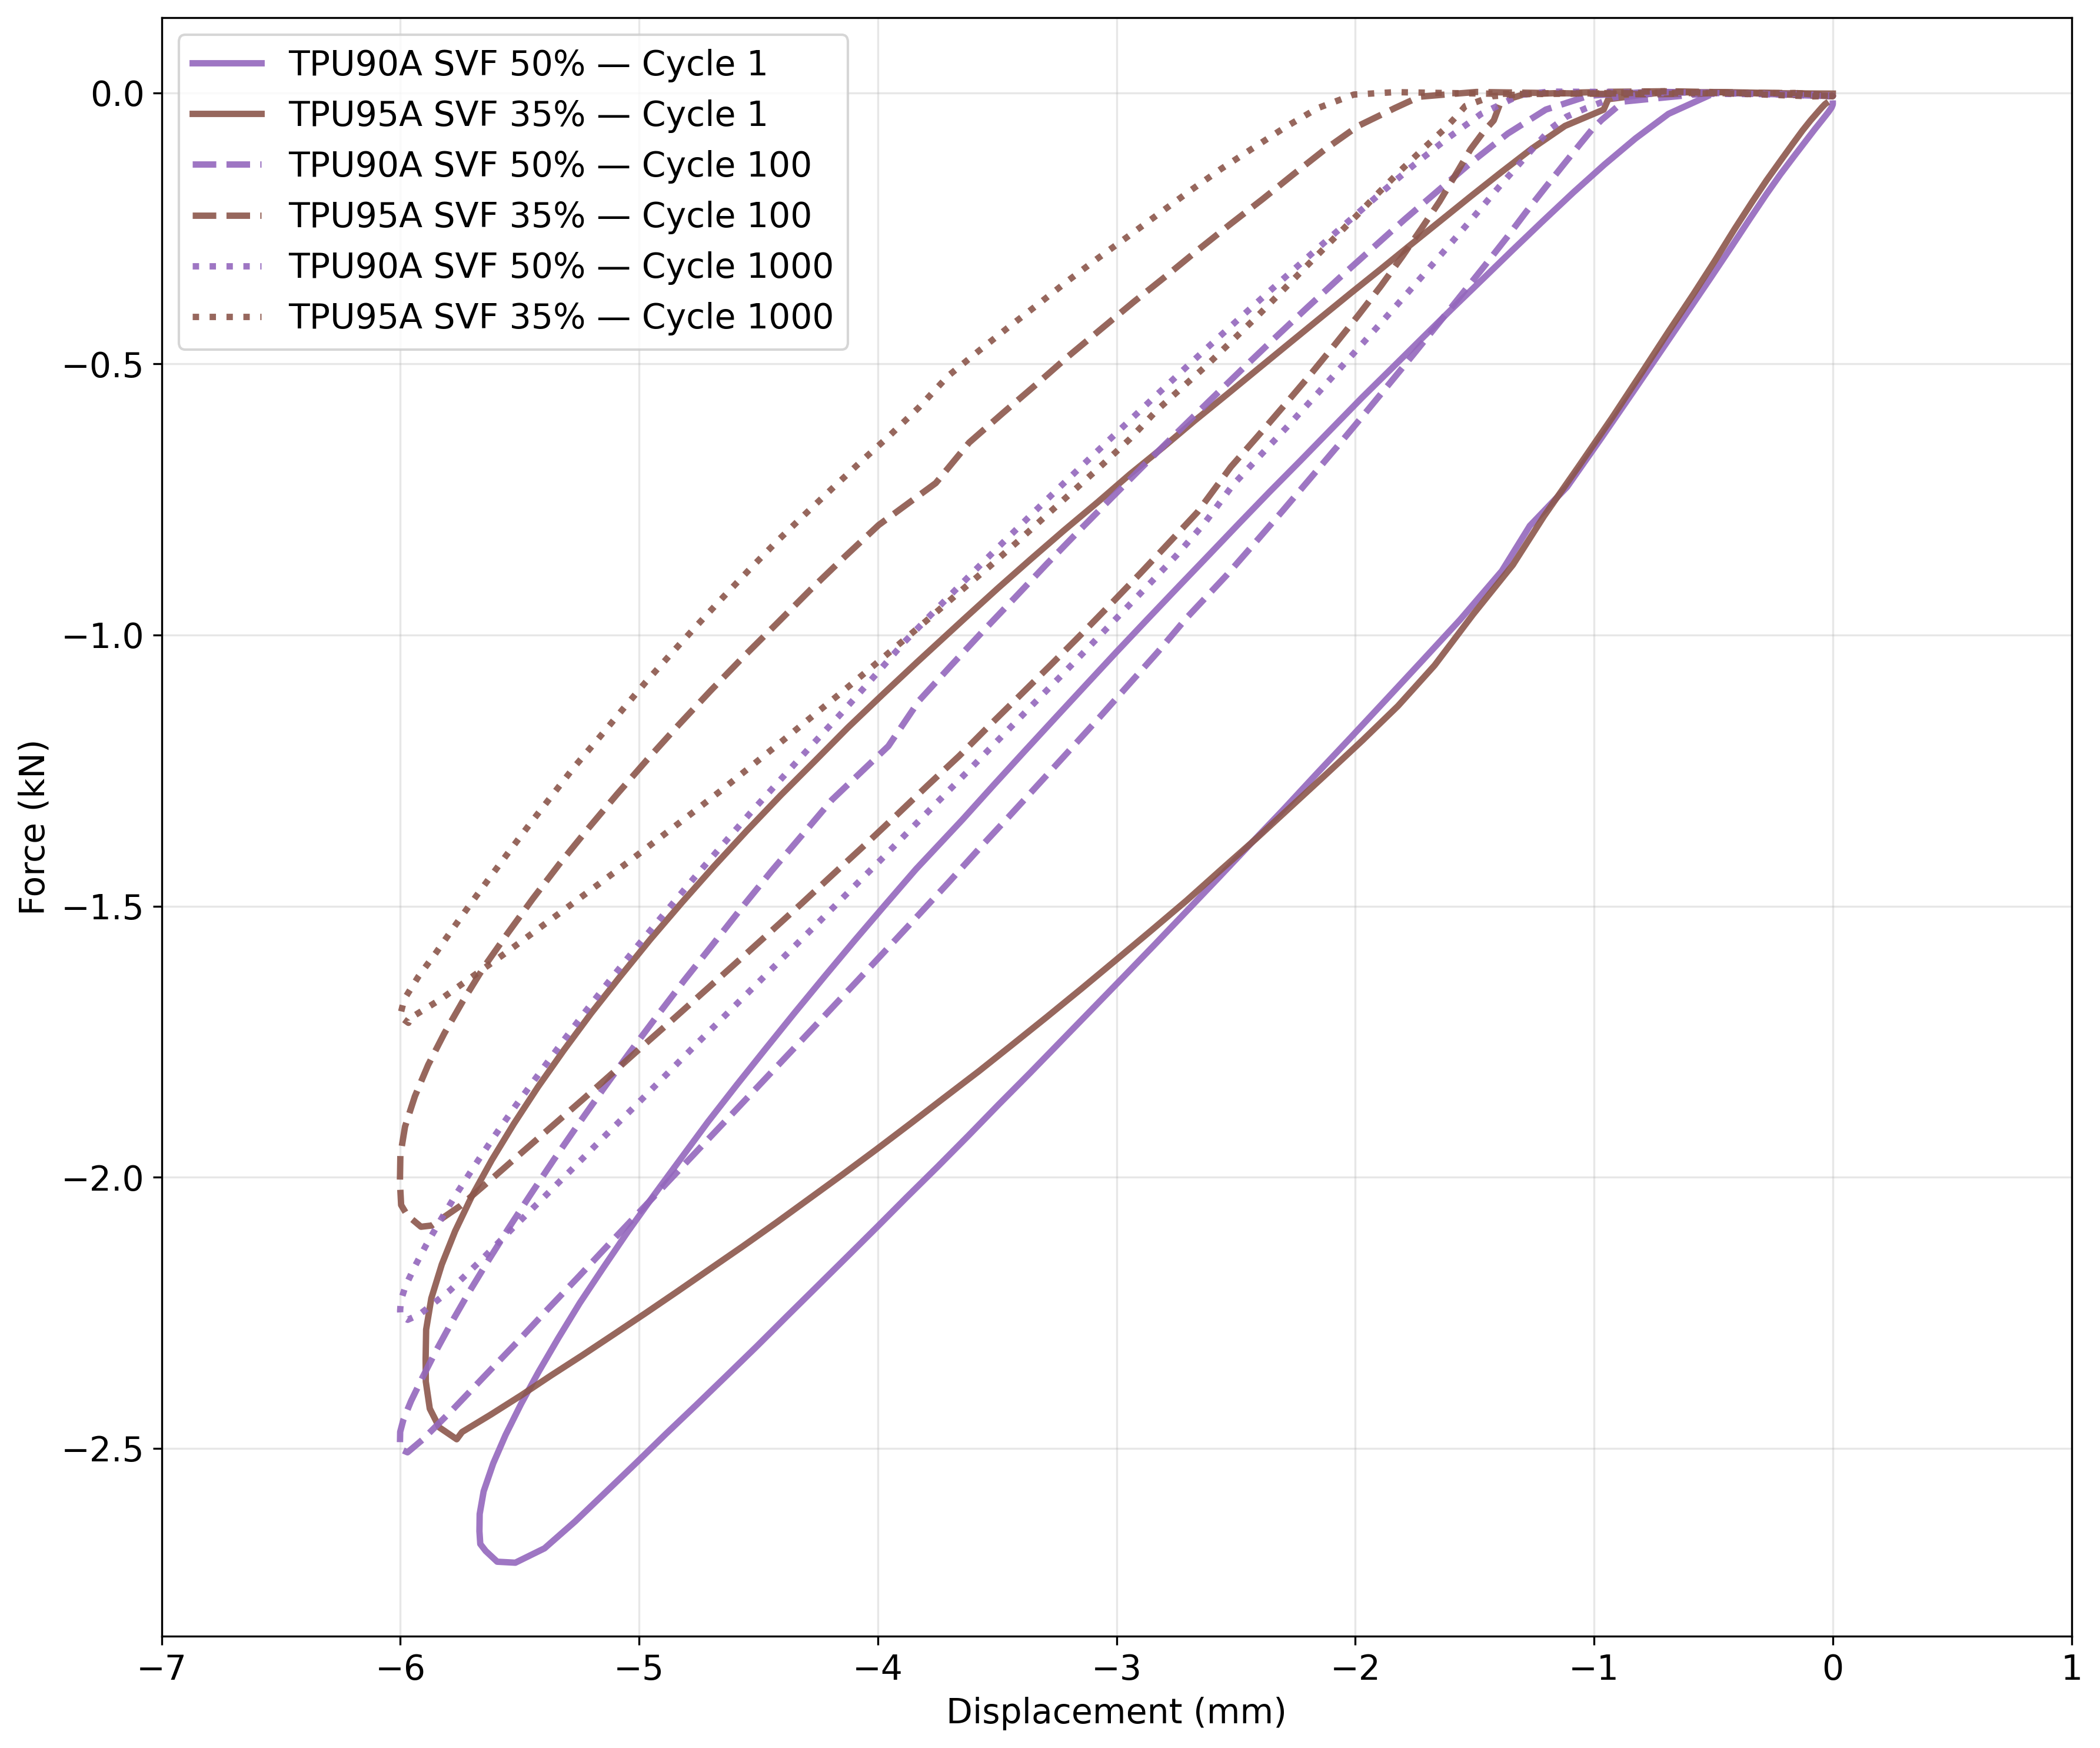 TPU90A SVF 50% — Cycle 1
TPU95A SVF 35% — Cycle 1
TPU90A SVF 50% — Cycle 100
TPU95A SVF 35% — Cycle 100
TPU90A SVF 50% — Cycle 1000
TPU95A SVF 35% — Cycle 1000
0.0
−0.5
−1.0
−1.5
−2.0
−2.5
Force (kN)
−7 −6 −5 −4 −3 −2 −1 0 1
Displacement (mm)